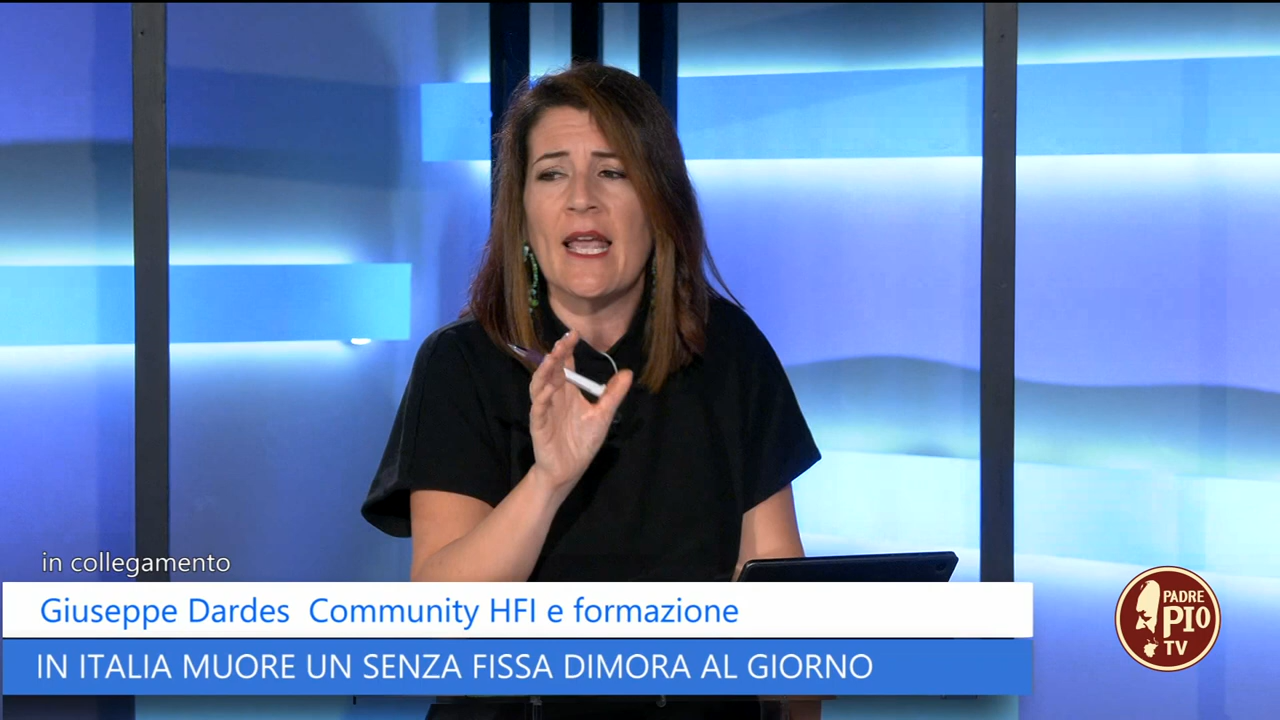 in collegamento
Giuseppe Dardes Community HFI e formazione
IN ITALIA MUORE UN SENZA FISSA DIMORA AL GIORNO
PADRE
PIO
TV